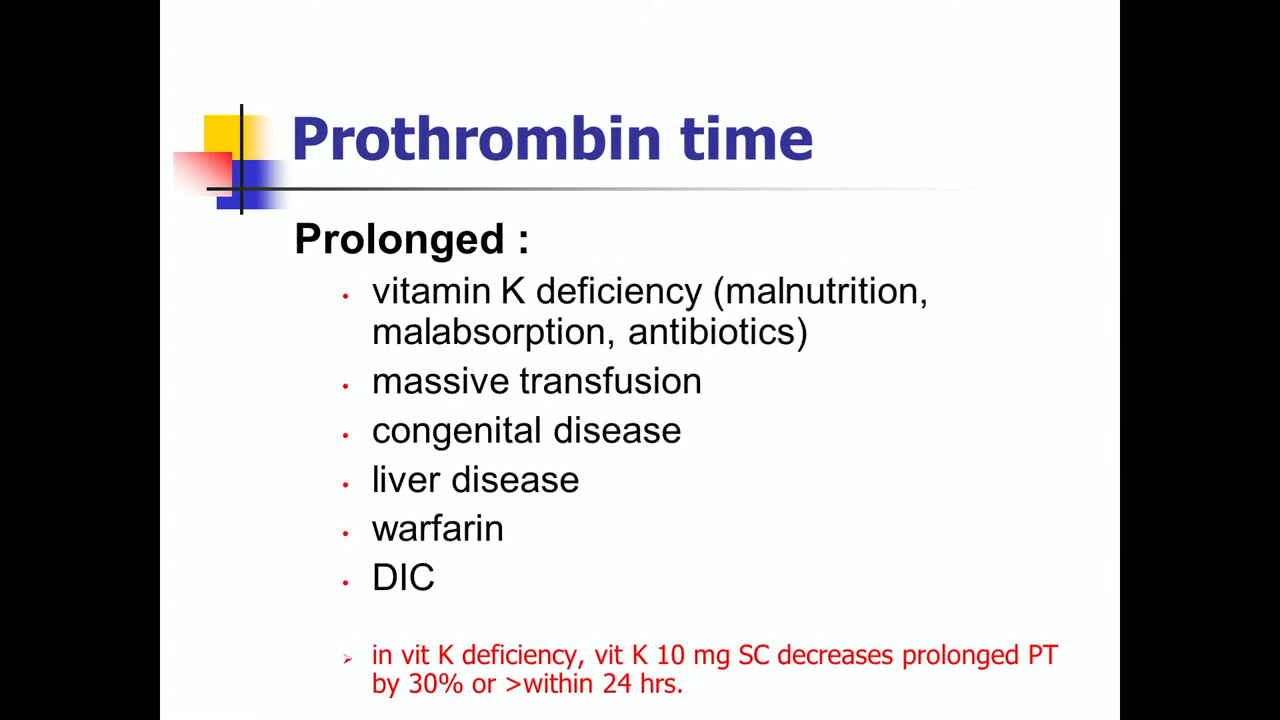 Prothrombin time
Prolonged :
• vitamin K deficiency (malnutrition,
malabsorption, antibiotics)
• massive transfusion
• congenital disease
• liver disease
• warfarin
• DIC
➢ in vit K deficiency, vit K 10 mg SC decreases prolonged PT
by 30% or >within 24 hrs.